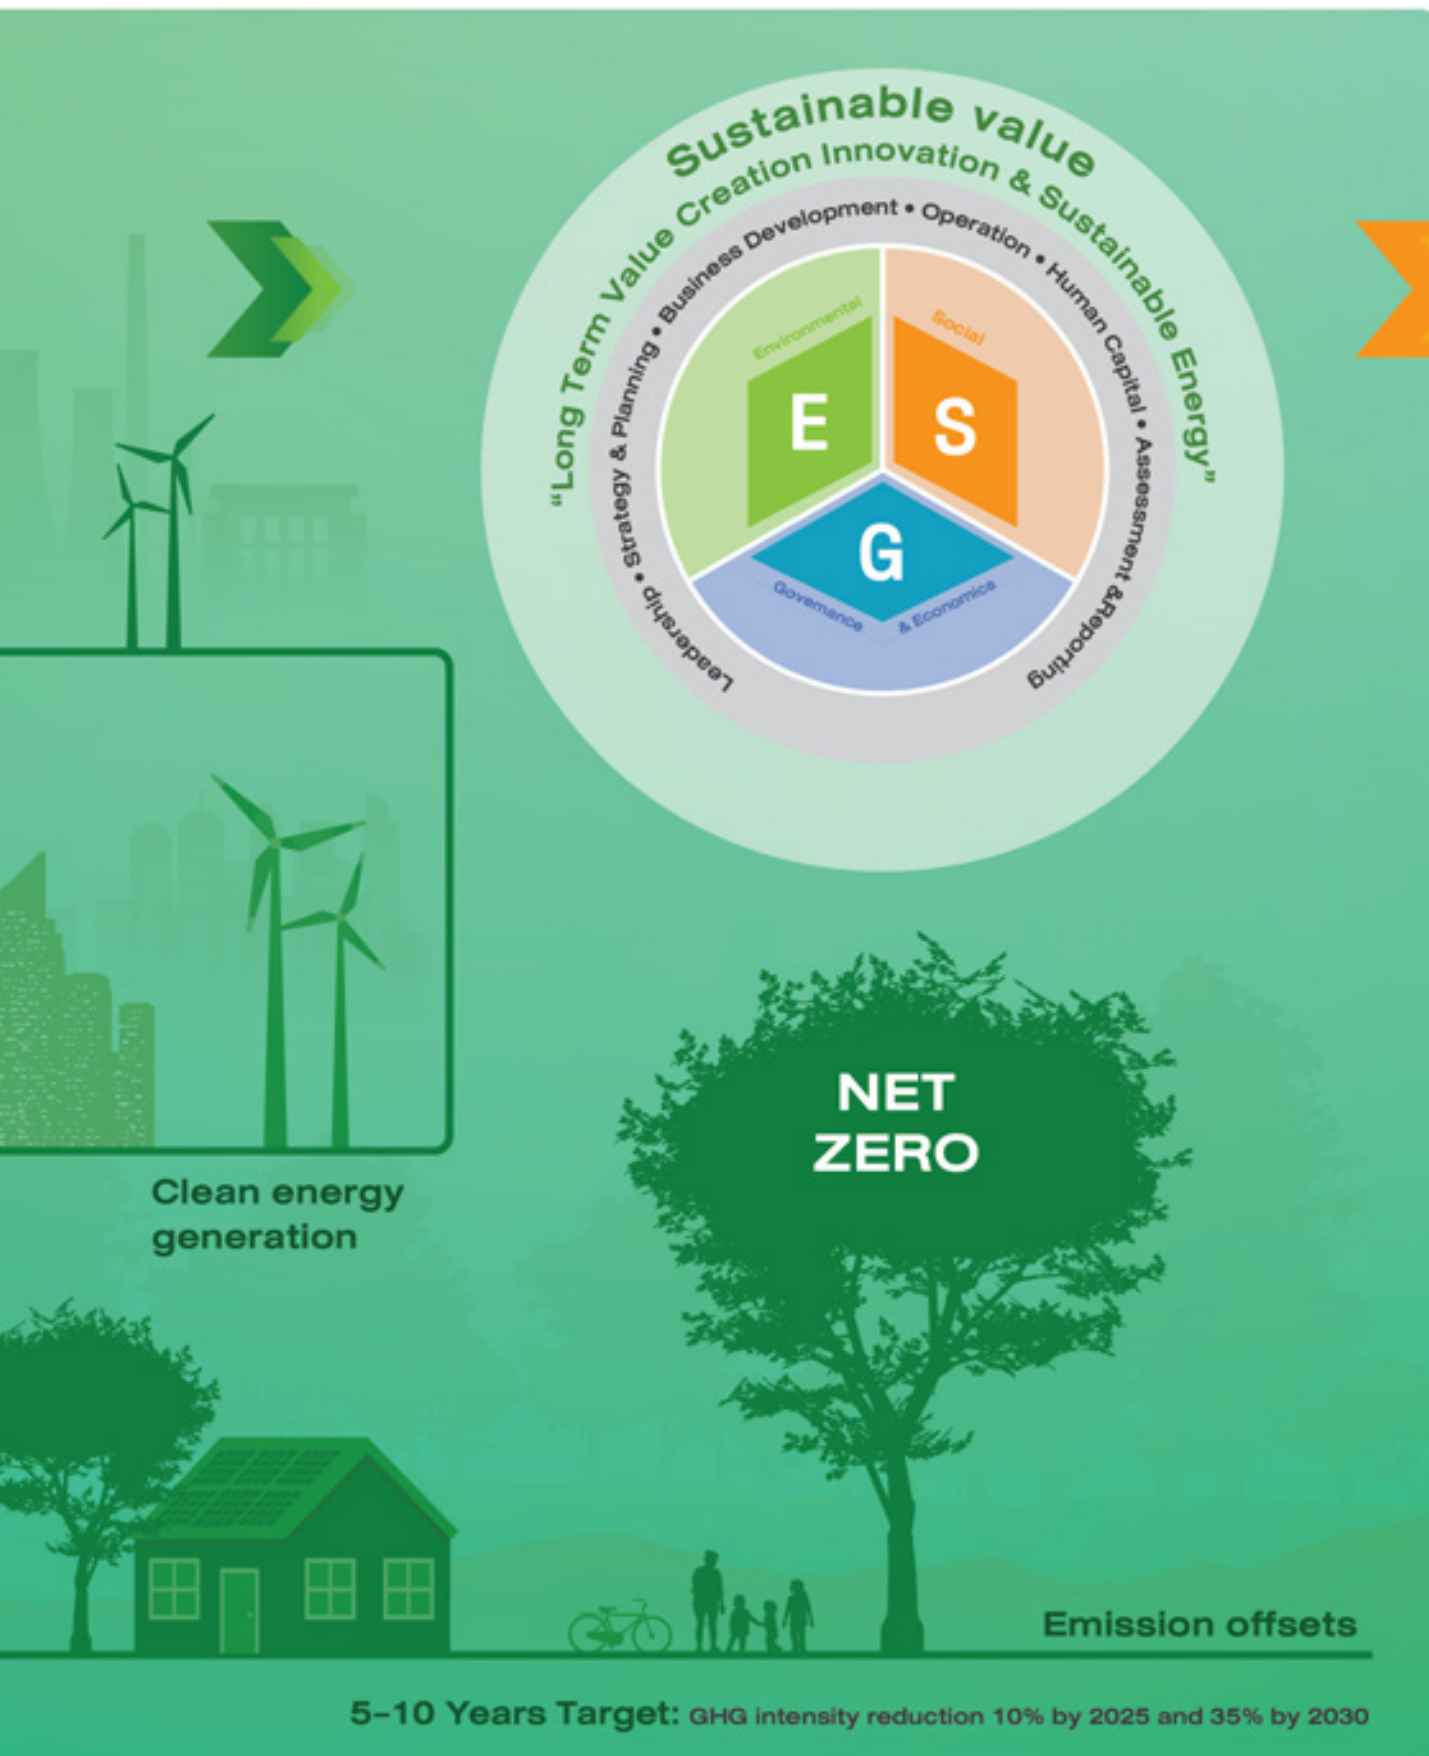 Sustainable value
"Long Term Value Creation Innovation & Sustainable Energy"
Leadership • Strategy & Planning • Business Development • Operation • Human Capital • Assessment &Reporting
Environmental
Social
E
S
G
Governance & Economics
NET
ZERO
Clean energy
generation
Emission offsets
5–10 Years Target: GHG intensity reduction 10% by 2025 and 35% by 2030